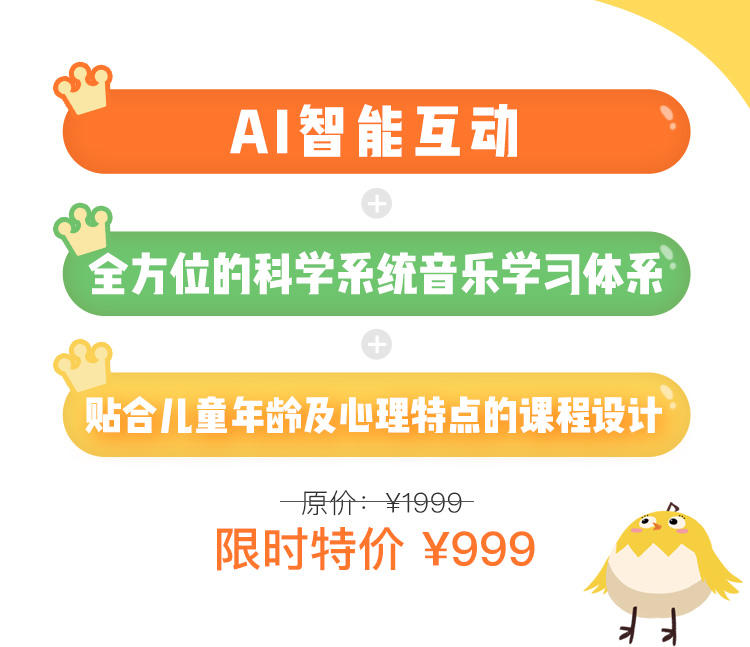 AI智能互动
+
全方位的科学系统音乐学习体系
+
贴合儿童年龄及心理特点的课程设计
原价：¥1999
限时特价 ¥999